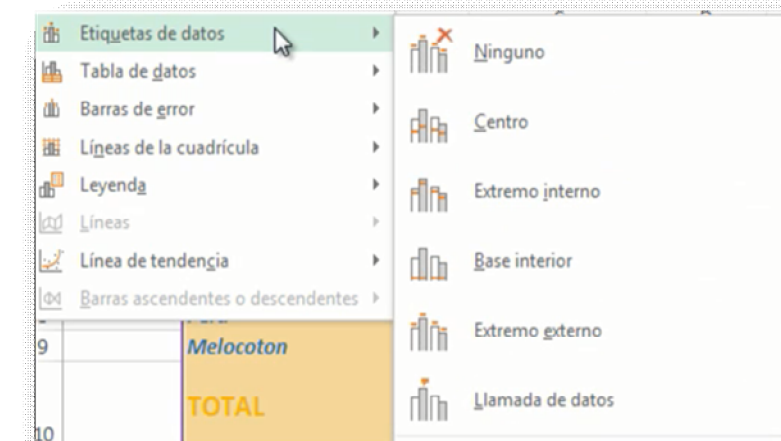 Etiquetas de datos
Tabla de datos
Barras de error
Líneas de la cuadrícula
Leyenda
Líneas
Línea de tendencia
Barras ascendentes o descendentes
Ninguno
Centro
Extremo interno
Base interior
Extremo externo
Llamada de datos
9
Melocoton
TOTAL
10